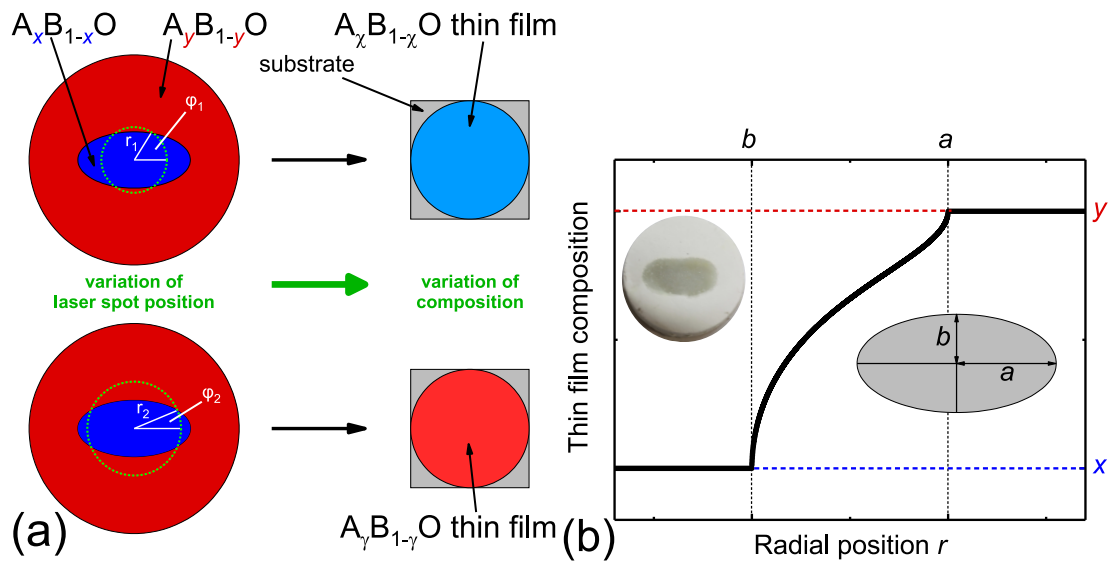 AxB1-xO
AyB1-yO
φ1
r1
AχB1-χO thin film
substrate
variation of
laser spot position
variation of
composition
φ2
r2
AγB1-γO thin film
(a)
b
a
Thin film composition
y
b
a
x
Radial position r
(b)